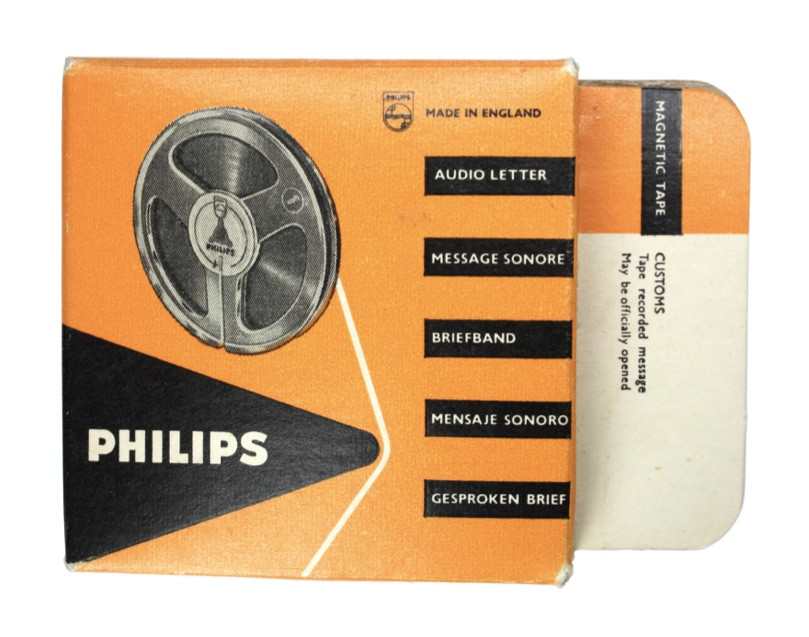 PHILIPS
MADE IN ENGLAND
AUDIO LETTER
MESSAGE SONORE
BRIEFBAND
MENSAJE SONORO
GESPROKEN BRIEF
PHILIPS
PHILIPS
MAGNETIC TAPE
CUSTOMS
Tape recorded message
May be officially opened